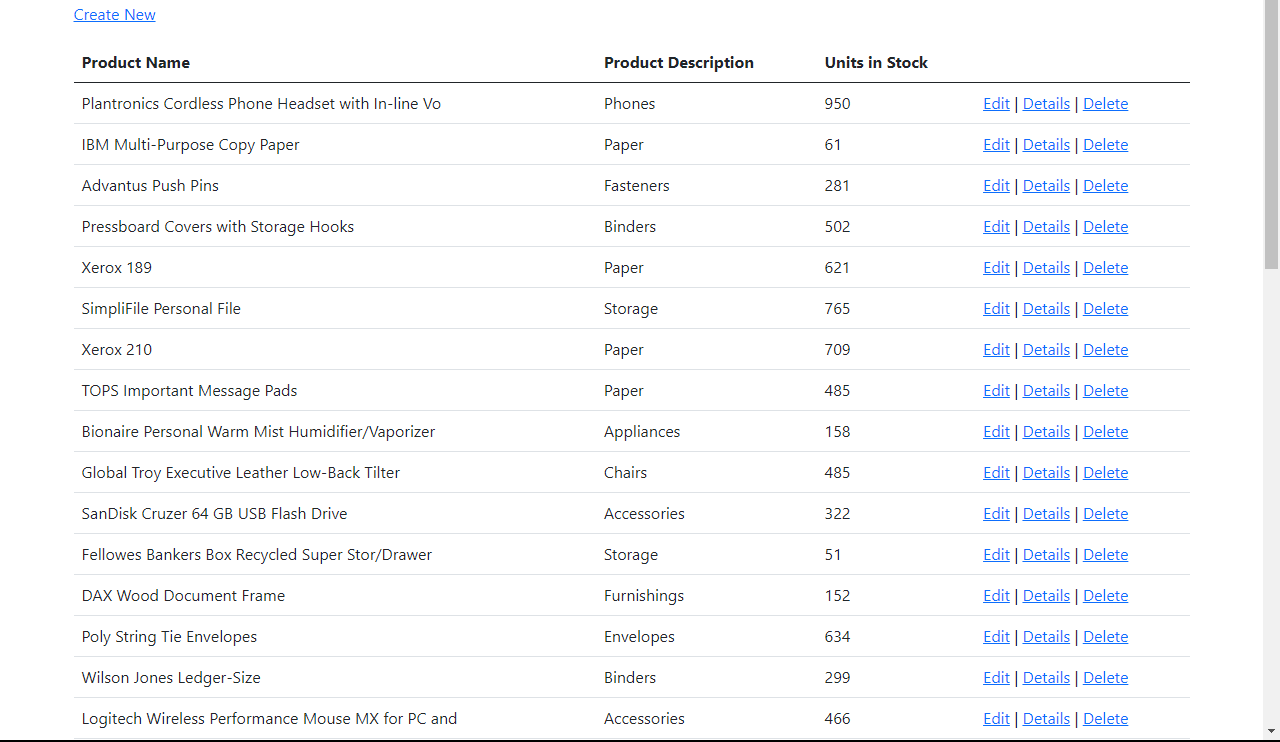 Create New
Product Name Product Description Units in Stock
Plantronics Cordless Phone Headset with In-line Vo Phones 950 Edit | Details | Delete
IBM Multi-Purpose Copy Paper Paper 61 Edit | Details | Delete
Advantus Push Pins Fasteners 281 Edit | Details | Delete
Pressboard Covers with Storage Hooks Binders 502 Edit | Details | Delete
Xerox 189 Paper 621 Edit | Details | Delete
SimpliFile Personal File Storage 765 Edit | Details | Delete
Xerox 210 Paper 709 Edit | Details | Delete
TOPS Important Message Pads Paper 485 Edit | Details | Delete
Bionaire Personal Warm Mist Humidifier/Vaporizer Appliances 158 Edit | Details | Delete
Global Troy Executive Leather Low-Back Tilter Chairs 485 Edit | Details | Delete
SanDisk Cruzer 64 GB USB Flash Drive Accessories 322 Edit | Details | Delete
Fellowes Bankers Box Recycled Super Stor/Drawer Storage 51 Edit | Details | Delete
DAX Wood Document Frame Furnishings 152 Edit | Details | Delete
Poly String Tie Envelopes Envelopes 634 Edit | Details | Delete
Wilson Jones Ledger-Size Binders 299 Edit | Details | Delete
Logitech Wireless Performance Mouse MX for PC and Accessories 466 Edit | Details | Delete